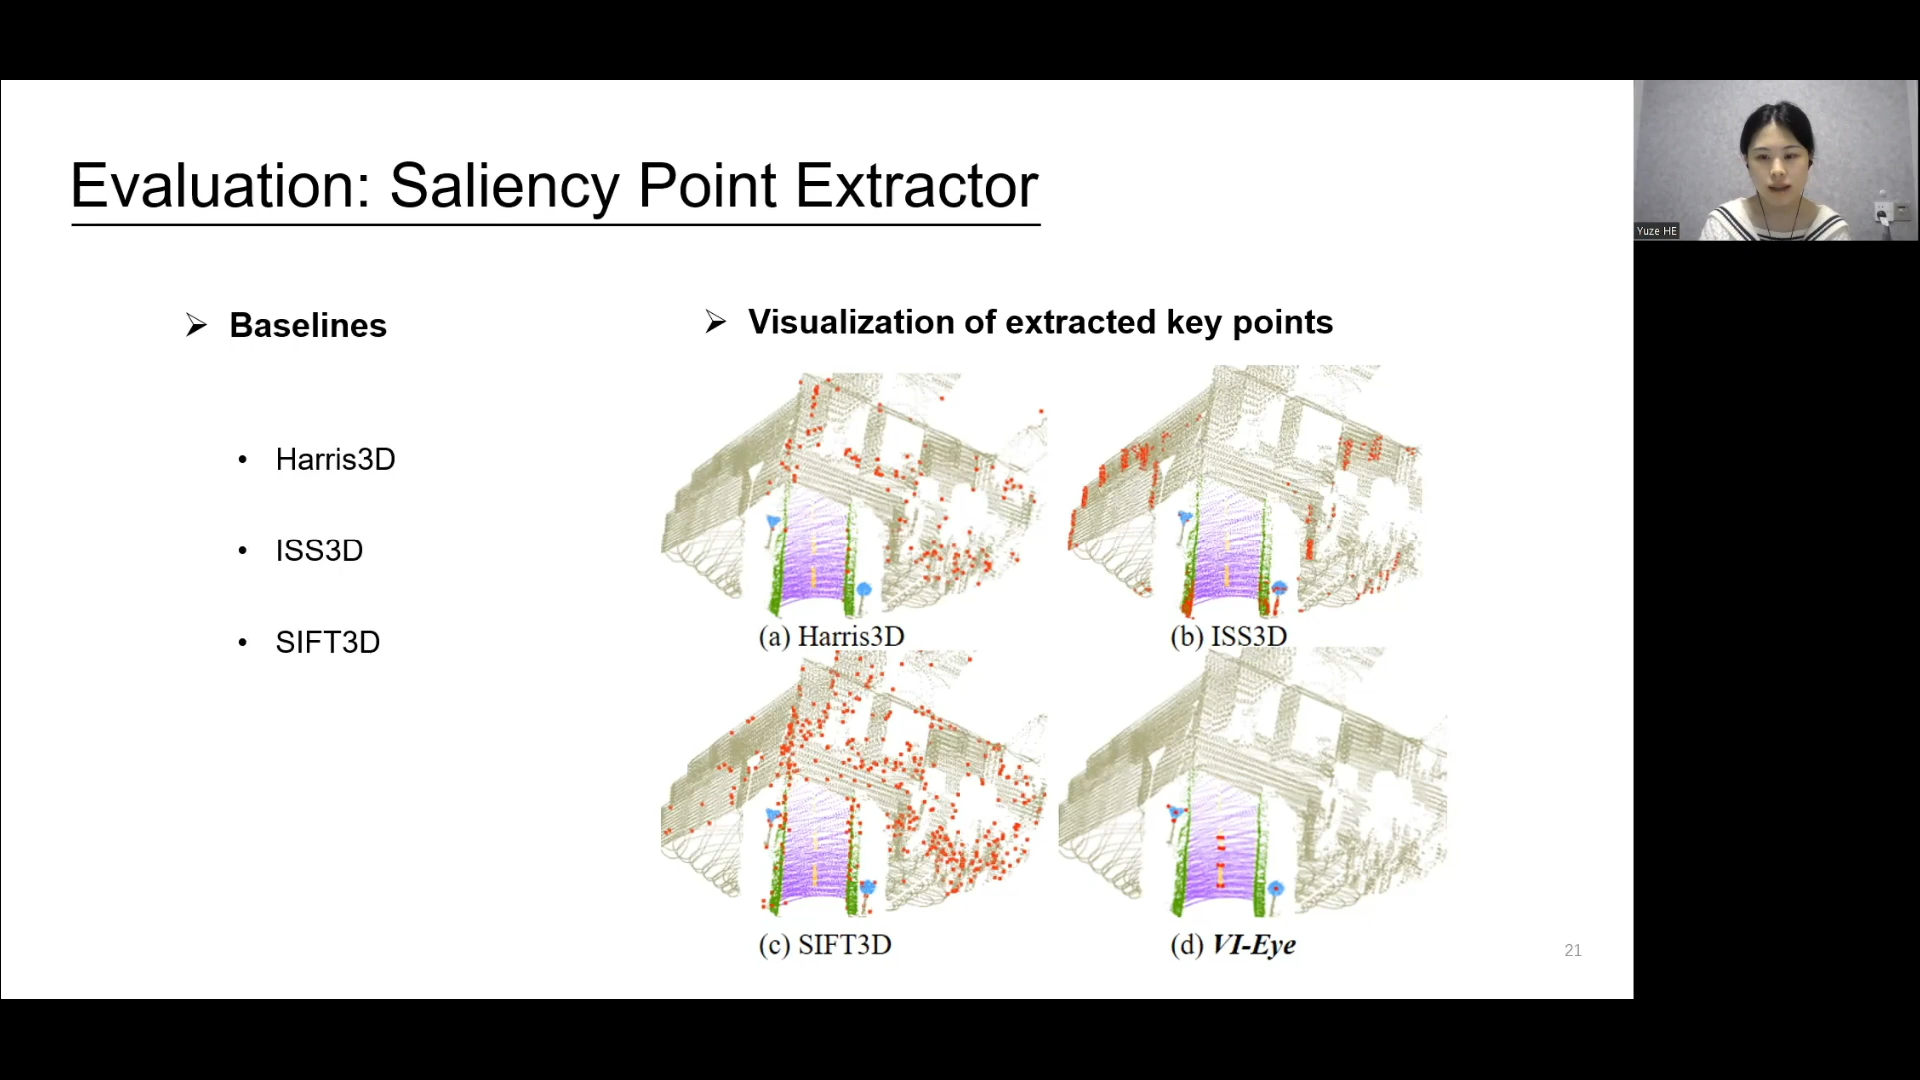 Evaluation: Saliency Point Extractor
➢ Baselines
• Harris3D
• ISS3D
• SIFT3D
➢ Visualization of extracted key points
(a) Harris3D
(b) ISS3D
(c) SIFT3D
(d) VI-Eye
21
Yuze HE